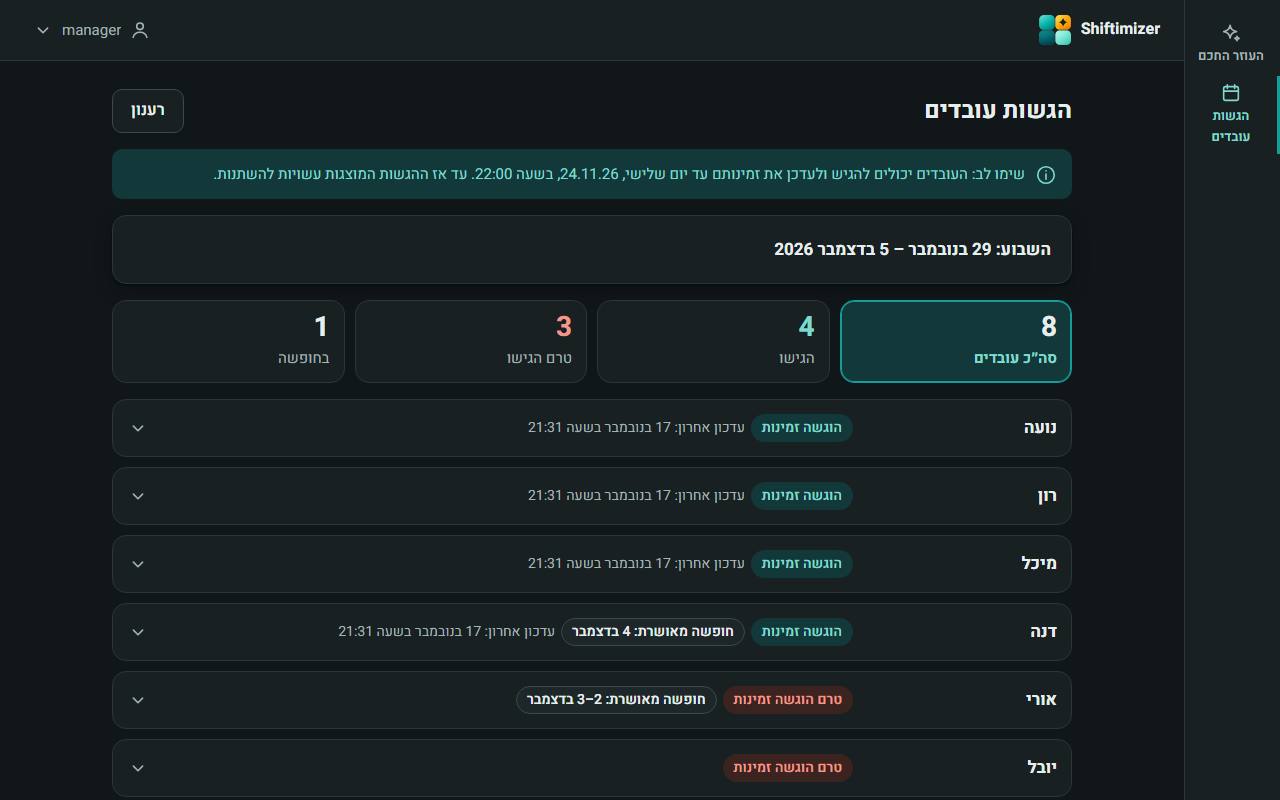 Shiftimizer
manager
העוזר החכם
הגשות
עובדים
הגשות עובדים
רענון
שימו לב: העובדים יכולים להגיש ולעדכן את זמינותם עד יום שלישי, 24.11.26, בשעה 22:00. עד אז ההגשות המוצגות עשויות להשתנות.
השבוע: 29 בנובמבר – 5 בדצמבר 2026
8
סה״כ עובדים
4
הגישו
3
טרם הגישו
1
בחופשה
נועה הוגשה זמינות עדכון אחרון: 17 בנובמבר בשעה 21:31
רון הוגשה זמינות עדכון אחרון: 17 בנובמבר בשעה 21:31
מיכל הוגשה זמינות עדכון אחרון: 17 בנובמבר בשעה 21:31
דנה הוגשה זמינות חופשה מאושרת: 4 בדצמבר עדכון אחרון: 17 בנובמבר בשעה 21:31
אורי טרם הוגשה זמינות חופשה מאושרת: 2–3 בדצמבר
יובל טרם הוגשה זמינות